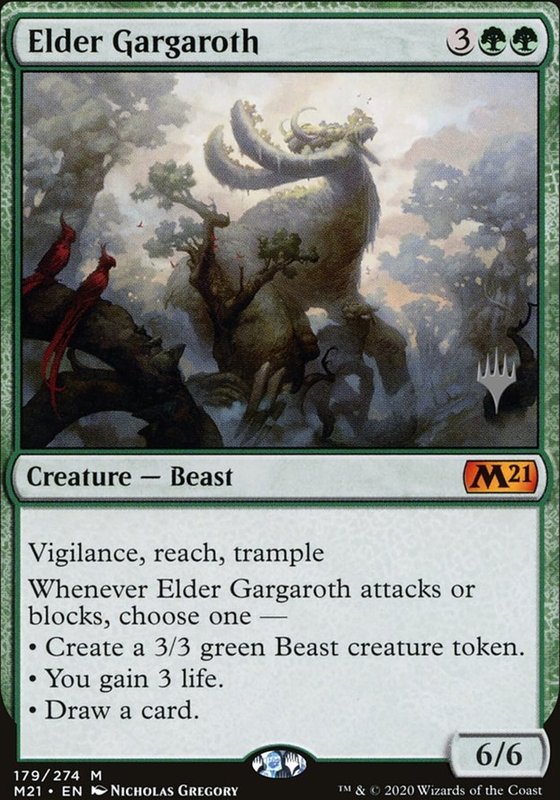 Elder Gargaroth 3
Creature — Beast M21
Vigilance, reach, trample
Whenever Elder Gargaroth attacks or
blocks, choose one —
• Create a 3/3 green Beast creature token.
• You gain 3 life.
• Draw a card.
6/6
179/274 M
M21 • EN Nicholas Gregory ™ & © 2020 Wizards of the Coast